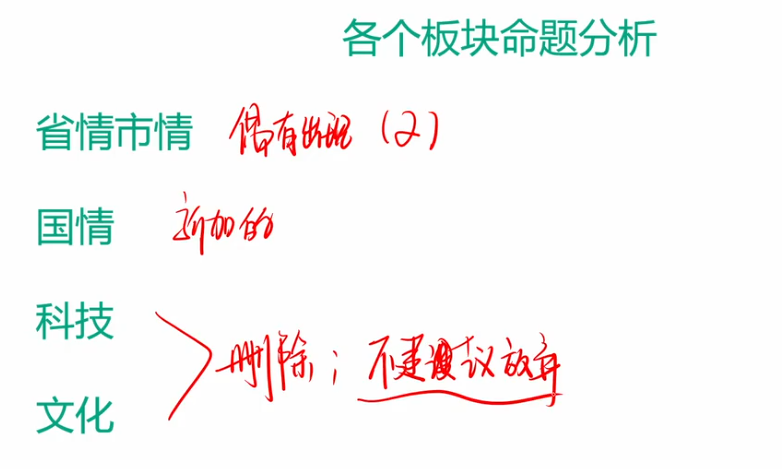 各个板块命题分析
省情市情 偶有出现（2）
国情 新加的
科技
删除；不建议放弃
文化